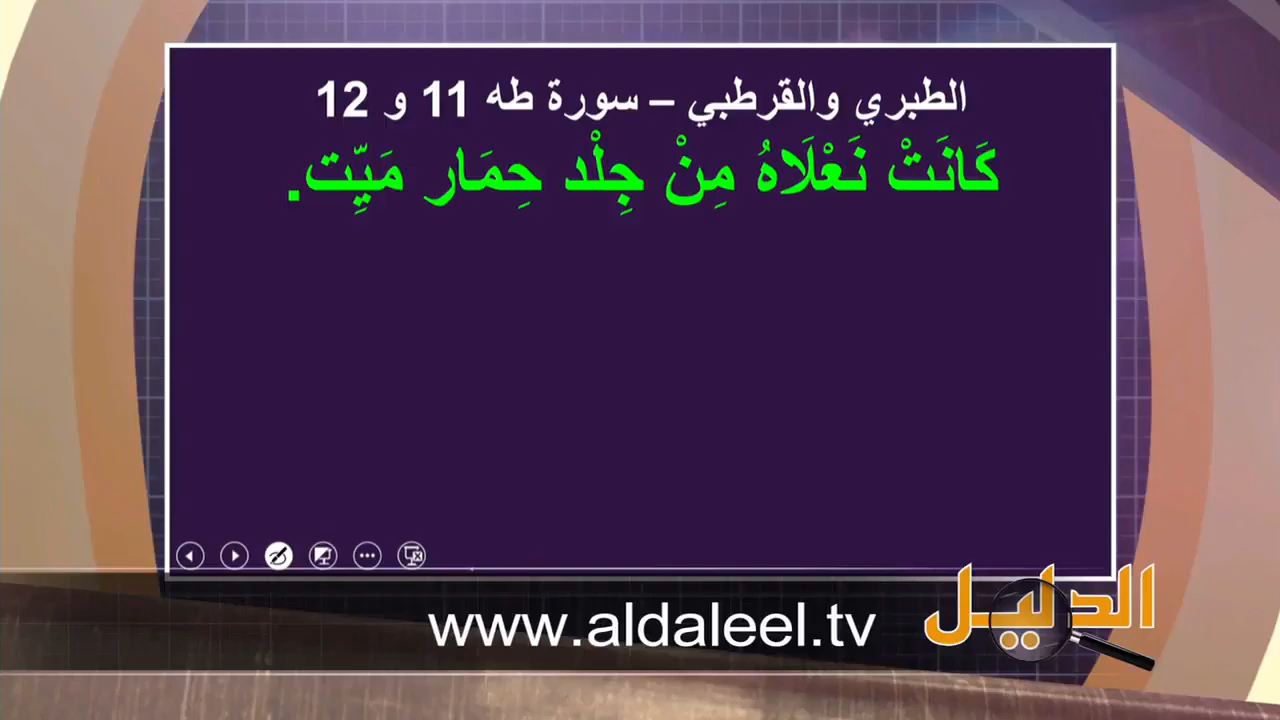 الطبري والقرطبي – سورة طه 11 و 12
كَانَتْ نَعْلَاهُ مِنْ جِلْد حِمَار مَيِّت.
www.aldaleel.tv
الدليل